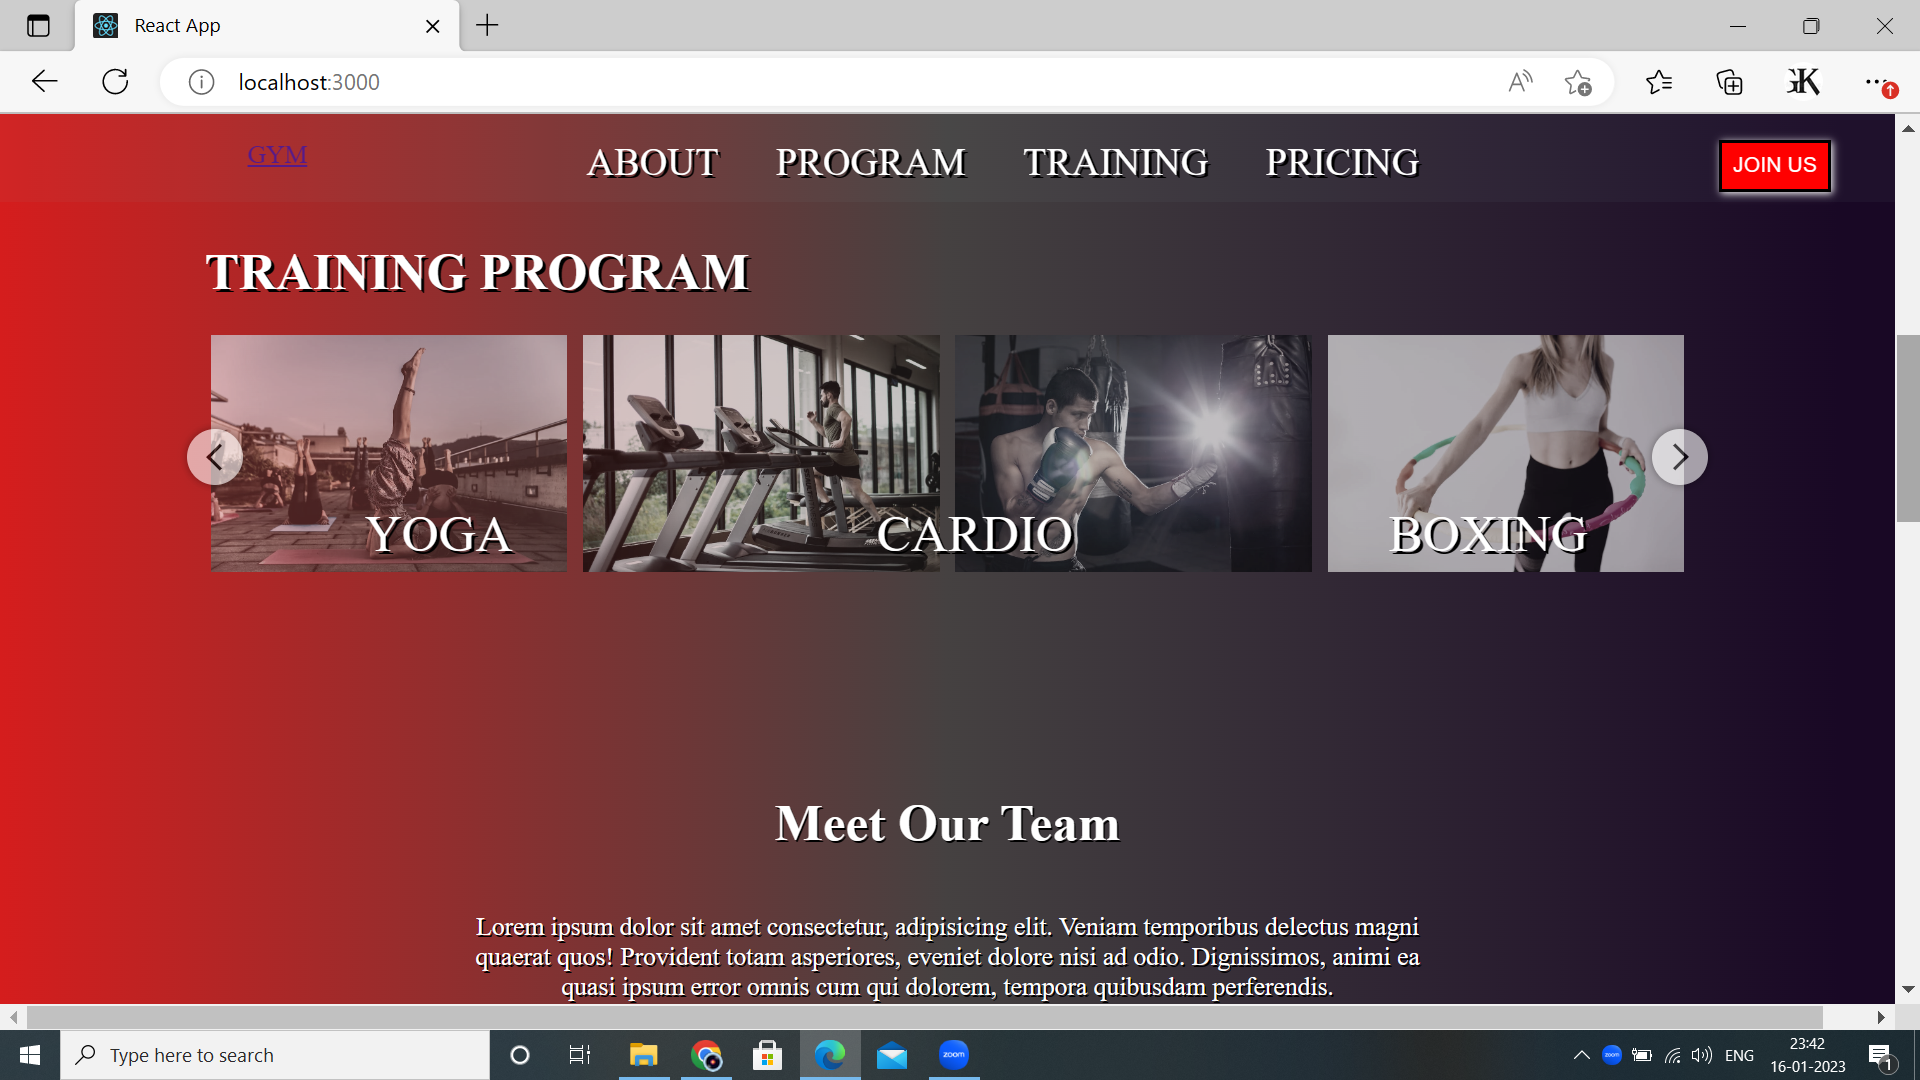 React App
localhost:3000
GYM
ABOUT PROGRAM TRAINING PRICING
JOIN US
TRAINING PROGRAM
YOGA
CARDIO
BOXING
Meet Our Team
Lorem ipsum dolor sit amet consectetur, adipisicing elit. Veniam temporibus delectus magni
quaerat quos! Provident totam asperiores, eveniet dolore nisi ad odio. Dignissimos, animi ea
quasi ipsum error omnis cum qui dolorem, tempora quibusdam perferendis.
Type here to search
zoom
zoom
ENG
23:42
16-01-2023
1